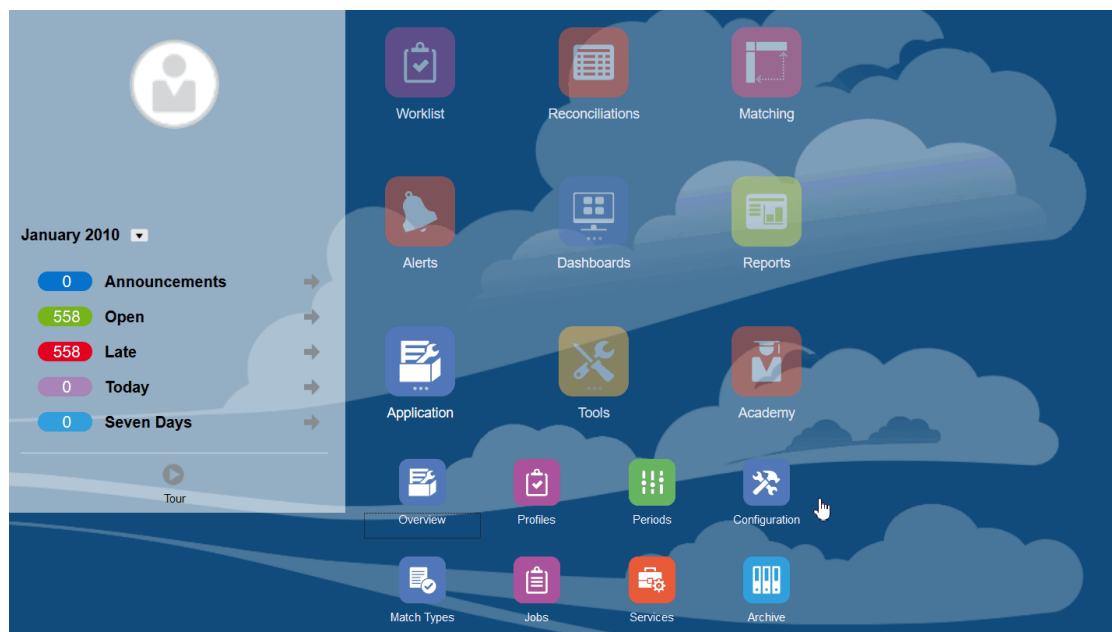 Worklist
Reconciliations
Matching
January 2010
Alerts
Dashboards
Reports
0 Announcements
558 Open
558 Late
0 Today
0 Seven Days
Application
Tools
Academy
Tour
Overview
Profiles
Periods
Configuration
Match Types
Jobs
Services
Archive